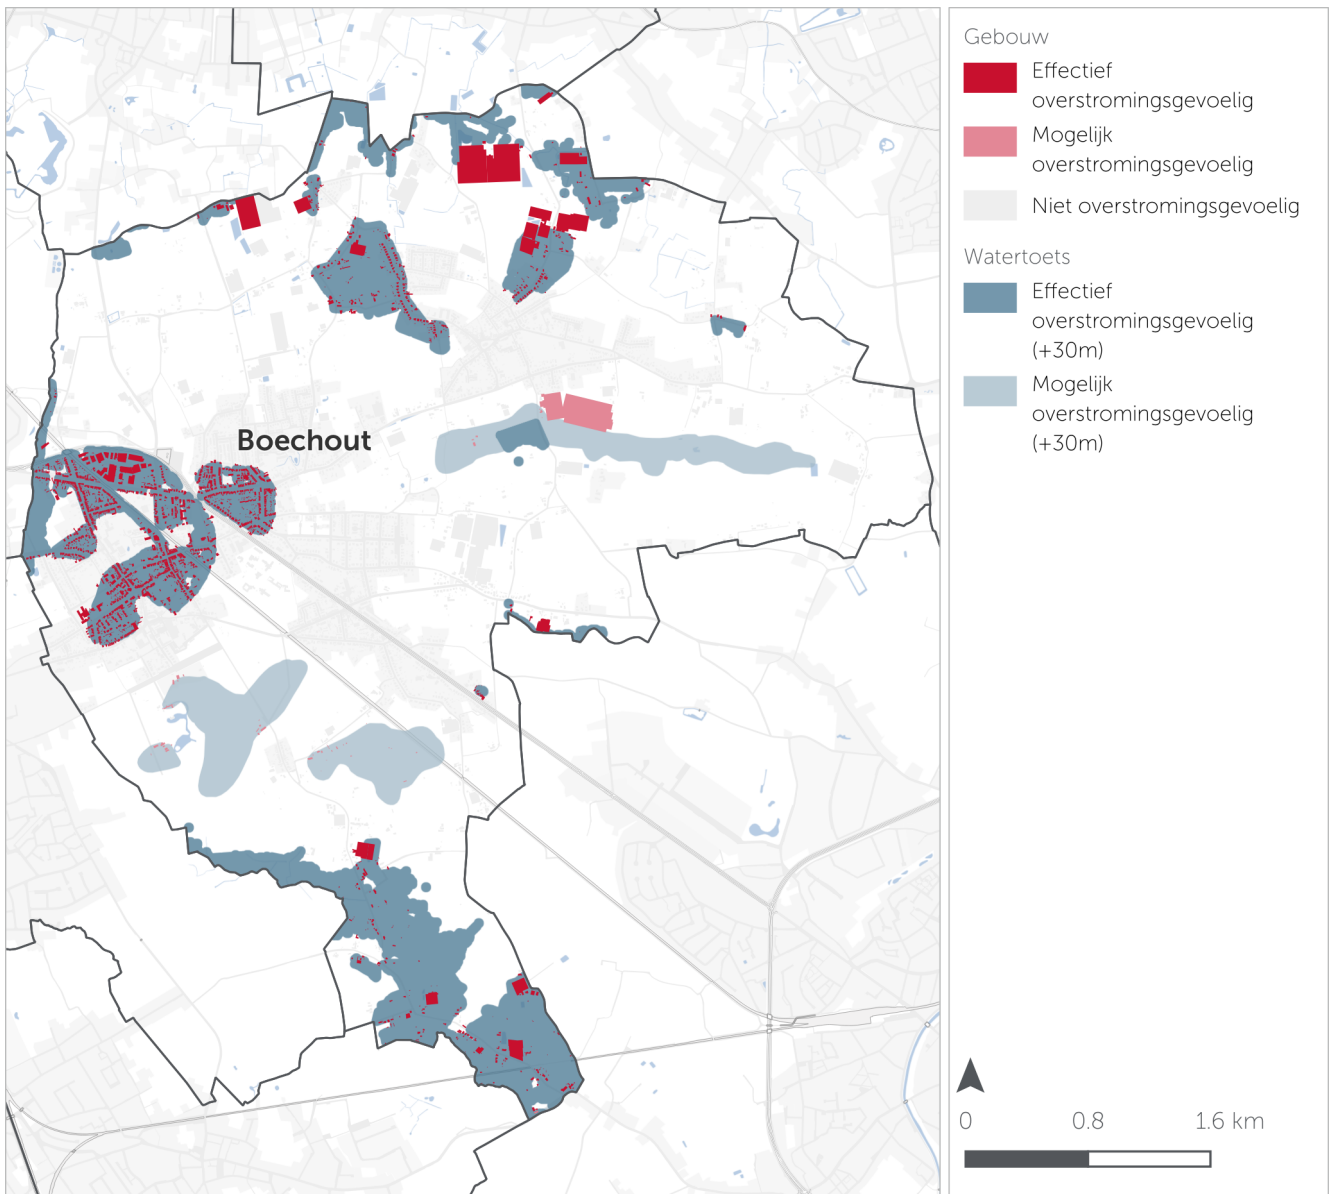 Boechout
Gebouw
Effectief
overstromingsgevoelig
Mogelijk
overstromingsgevoelig
Niet overstromingsgevoelig
Watertoets
Effectief
overstromingsgevoelig
(+30m)
Mogelijk
overstromingsgevoelig
(+30m)
0 0.8 1.6 km